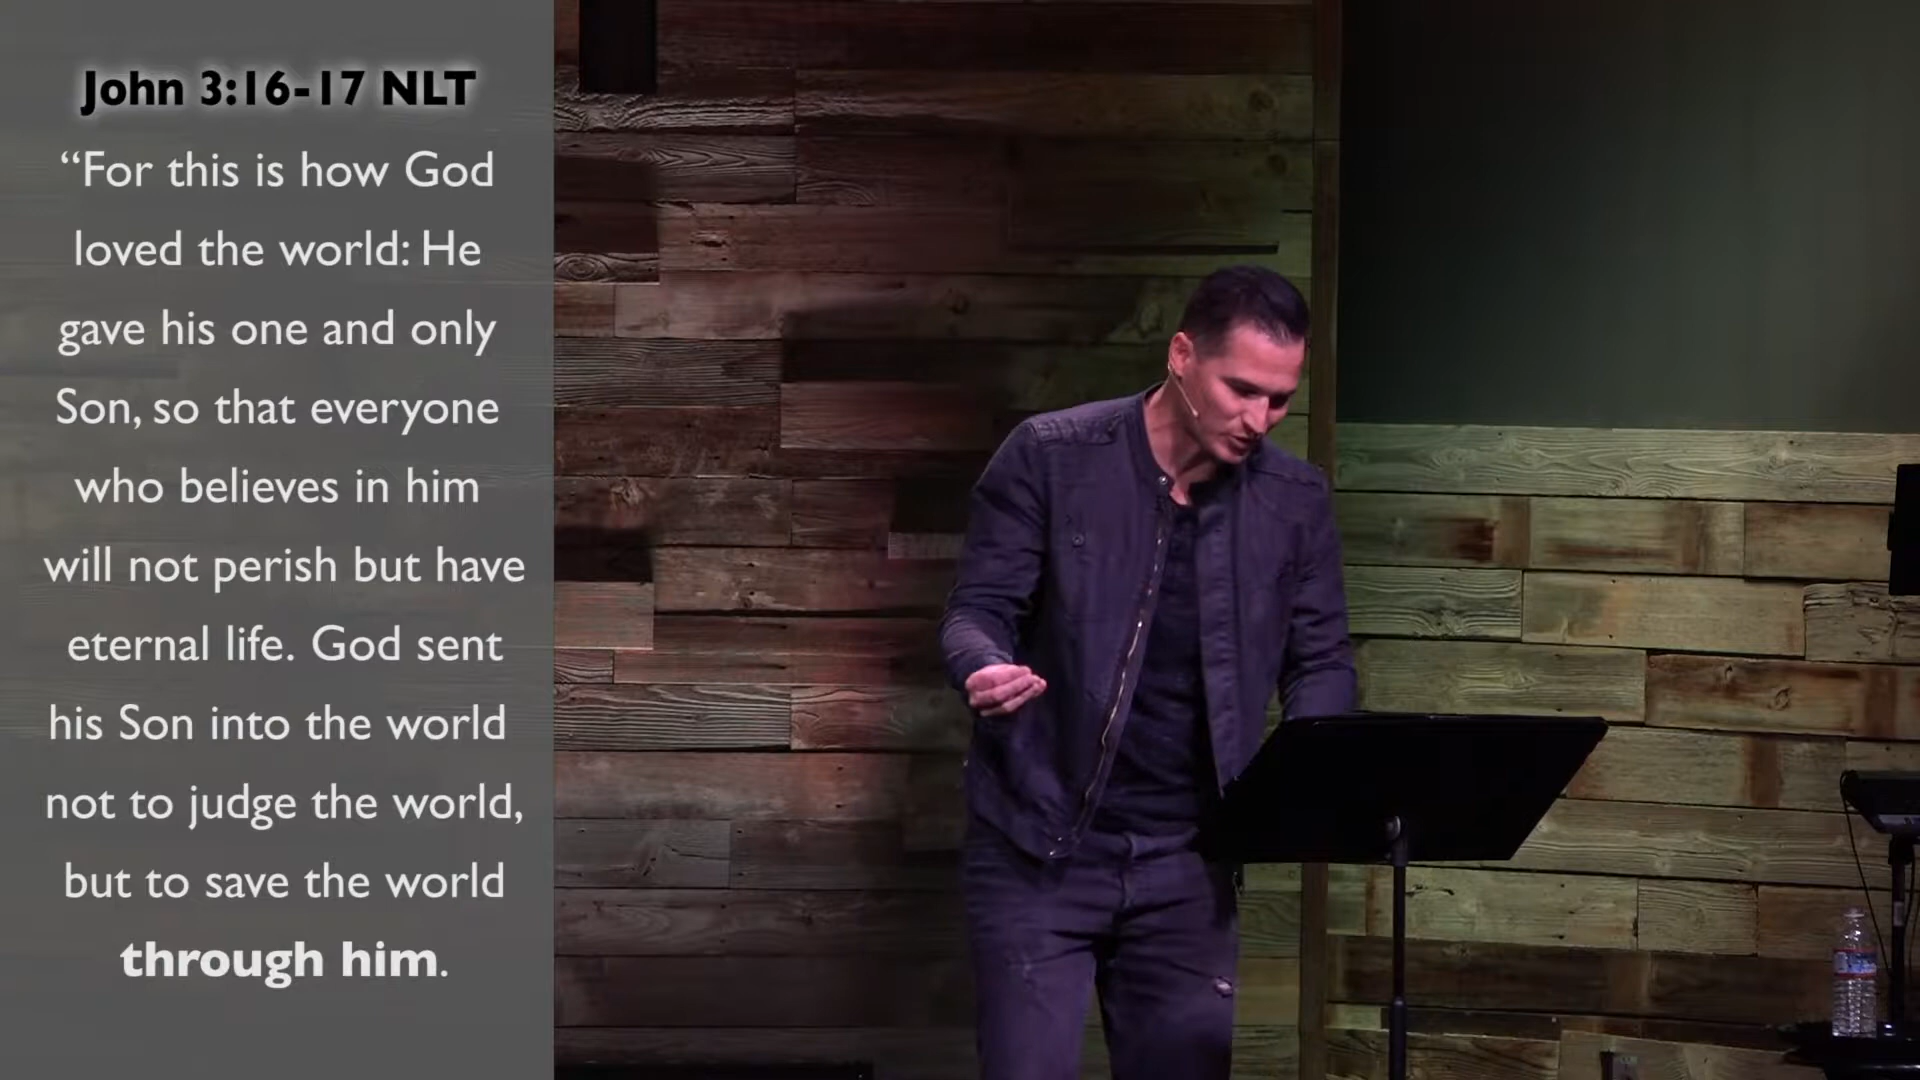 John 3:16-17 NLT
“For this is how God
loved the world: He
gave his one and only
Son, so that everyone
who believes in him
will not perish but have
eternal life. God sent
his Son into the world
not to judge the world,
but to save the world
through him.